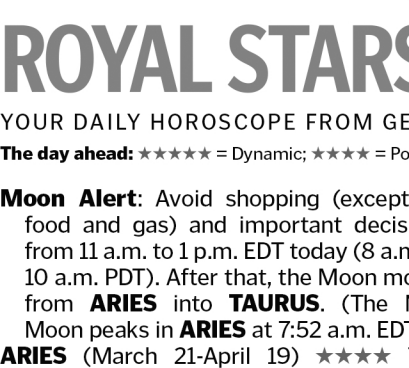 ROYAL STARS
YOUR DAILY HOROSCOPE FROM GE
The day ahead: ★★★★★ = Dynamic; ★★★★ = Po
Moon Alert: Avoid shopping (except
food and gas) and important decis
from 11 a.m. to 1 p.m. EDT today (8 a.m
10 a.m. PDT). After that, the Moon mo
from ARIES into TAURUS. (The
Moon peaks in ARIES at 7:52 a.m. EDT
ARIES (March 21-April 19) ★★★★